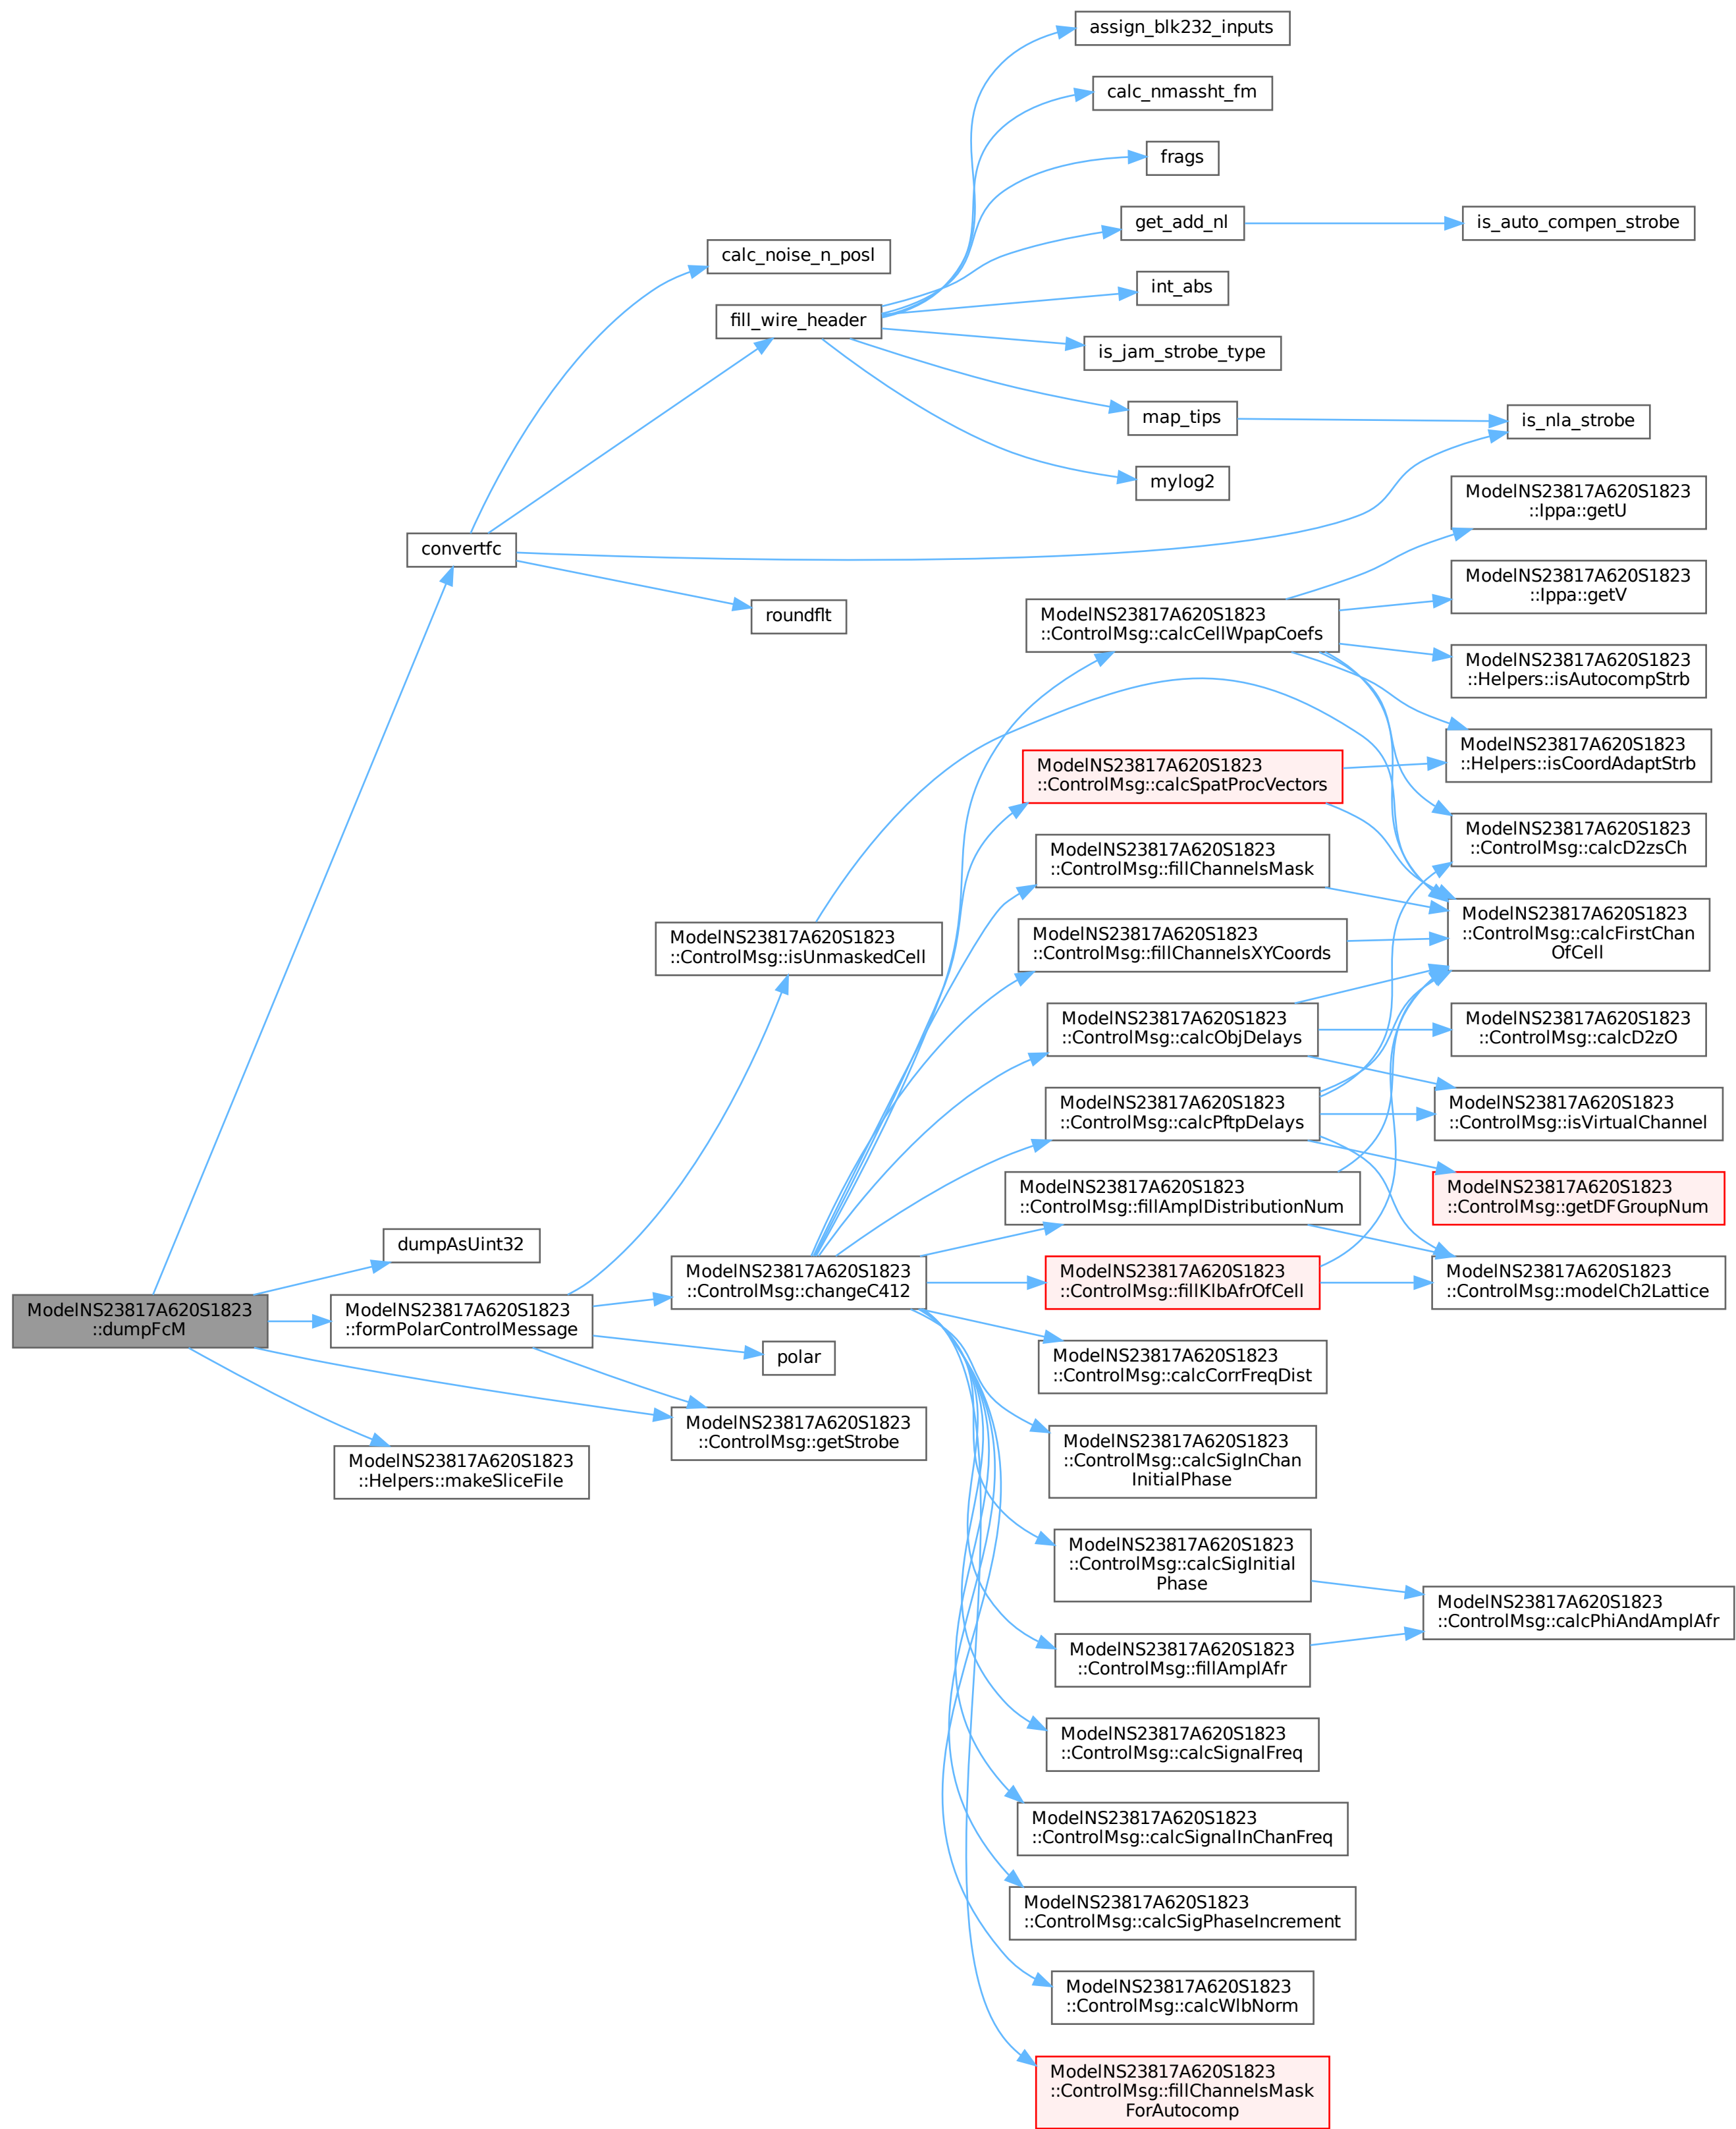 assign_blk232_inputs
calc_nmassht_fm
frags
get_add_nl
is_auto_compen_strobe
calc_noise_n_posl
int_abs
fill_wire_header
is_jam_strobe_type
map_tips
is_nla_strobe
mylog2
ModelNS23817A620S1823
::Ippa::getU
convertfc
ModelNS23817A620S1823
::Ippa::getV
roundflt
ModelNS23817A620S1823
::ControlMsg::calcCellWpapCoefs
ModelNS23817A620S1823
::Helpers::isAutocompStrb
ModelNS23817A620S1823
::Helpers::isCoordAdaptStrb
ModelNS23817A620S1823
::ControlMsg::calcSpatProcVectors
ModelNS23817A620S1823
::ControlMsg::calcD2zsCh
ModelNS23817A620S1823
::ControlMsg::fillChannelsMask
ModelNS23817A620S1823
::ControlMsg::calcFirstChan
OfCell
ModelNS23817A620S1823
::ControlMsg::isUnmaskedCell
ModelNS23817A620S1823
::ControlMsg::fillChannelsXYCoords
ModelNS23817A620S1823
::ControlMsg::calcObjDelays
ModelNS23817A620S1823
::ControlMsg::calcD2zO
ModelNS23817A620S1823
::ControlMsg::calcPftpDelays
ModelNS23817A620S1823
::ControlMsg::isVirtualChannel
ModelNS23817A620S1823
::ControlMsg::fillAmplDistributionNum
ModelNS23817A620S1823
::ControlMsg::getDFGroupNum
dumpAsUint32
ModelNS23817A620S1823
::ControlMsg::changeC412
ModelNS23817A620S1823
::ControlMsg::fillKlbAfrOfCell
ModelNS23817A620S1823
::ControlMsg::modelCh2Lattice
ModelNS23817A620S1823
::dumpFcM
ModelNS23817A620S1823
::formPolarControlMessage
polar
ModelNS23817A620S1823
::ControlMsg::calcCorrFreqDist
ModelNS23817A620S1823
::ControlMsg::getStrobe
ModelNS23817A620S1823
::Helpers::makeSliceFile
ModelNS23817A620S1823
::ControlMsg::calcSigInChan
InitialPhase
ModelNS23817A620S1823
::ControlMsg::calcSigInitial
Phase
ModelNS23817A620S1823
::ControlMsg::calcPhiAndAmplAfr
ModelNS23817A620S1823
::ControlMsg::fillAmplAfr
ModelNS23817A620S1823
::ControlMsg::calcSignalFreq
ModelNS23817A620S1823
::ControlMsg::calcSignalInChanFreq
ModelNS23817A620S1823
::ControlMsg::calcSigPhaseIncrement
ModelNS23817A620S1823
::ControlMsg::calcWlbNorm
ModelNS23817A620S1823
::ControlMsg::fillChannelsMask
ForAutocomp